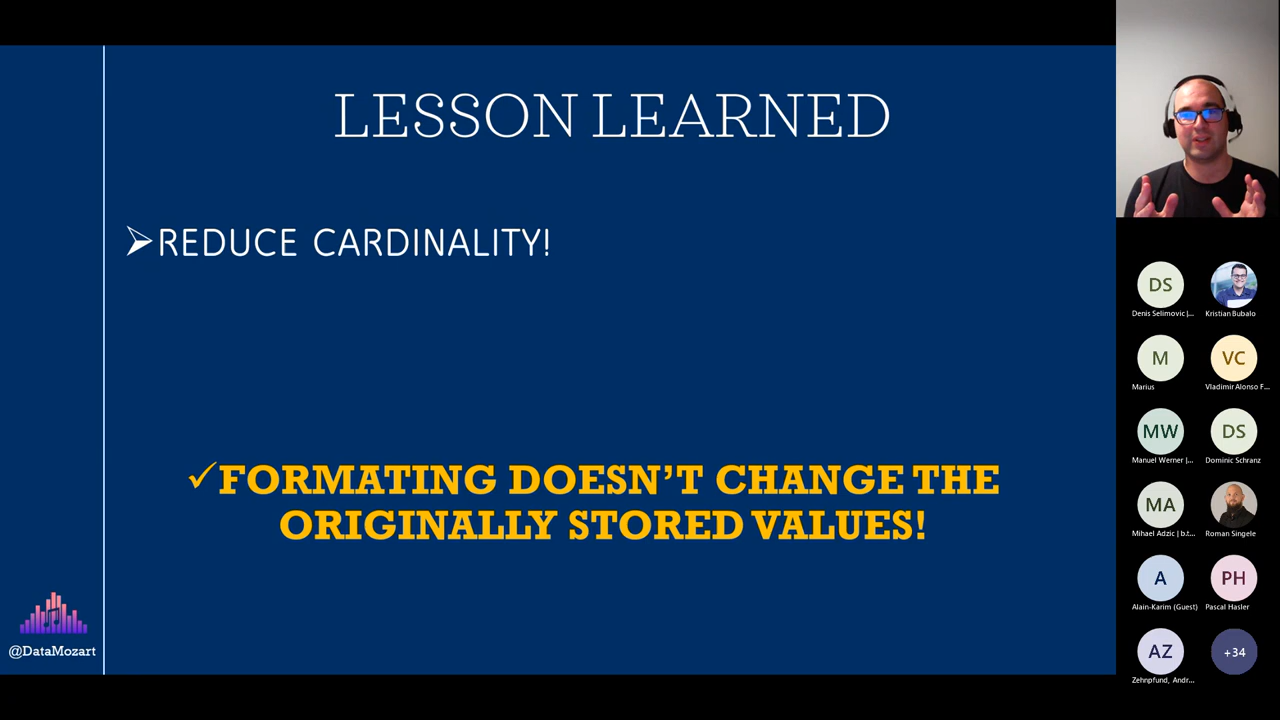 LESSON LEARNED
➢REDUCE CARDINALITY!
✓FORMATING DOESN'T CHANGE THE
ORIGINALLY STORED VALUES!
@DataMozart
DS
Denis Selimovic |...
Kristian Bubalo
M
Marius
VC
Vladimir Alonso F...
MW
Manuel Werner |...
DS
Dominic Schranz
MA
Mihael Adzic | b.t...
Roman Singele
A
Alain-Karim (Guest)
PH
Pascal Hasler
AZ
Zehnpfund, Andr...
+34